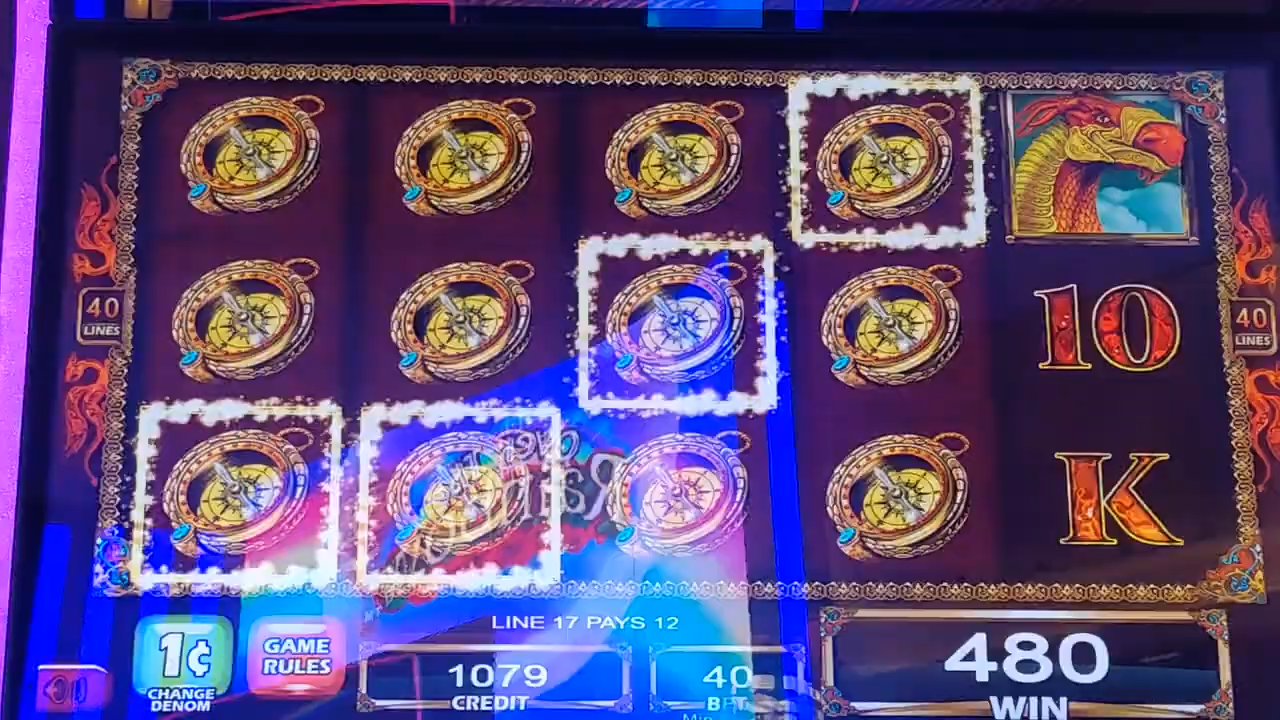 40
LINES
10
40
LINES
K
LINE 17 PAYS 12
1¢
CHANGE
DENOM
GAME
RULES
1079
CREDIT
40
BET
480
WIN